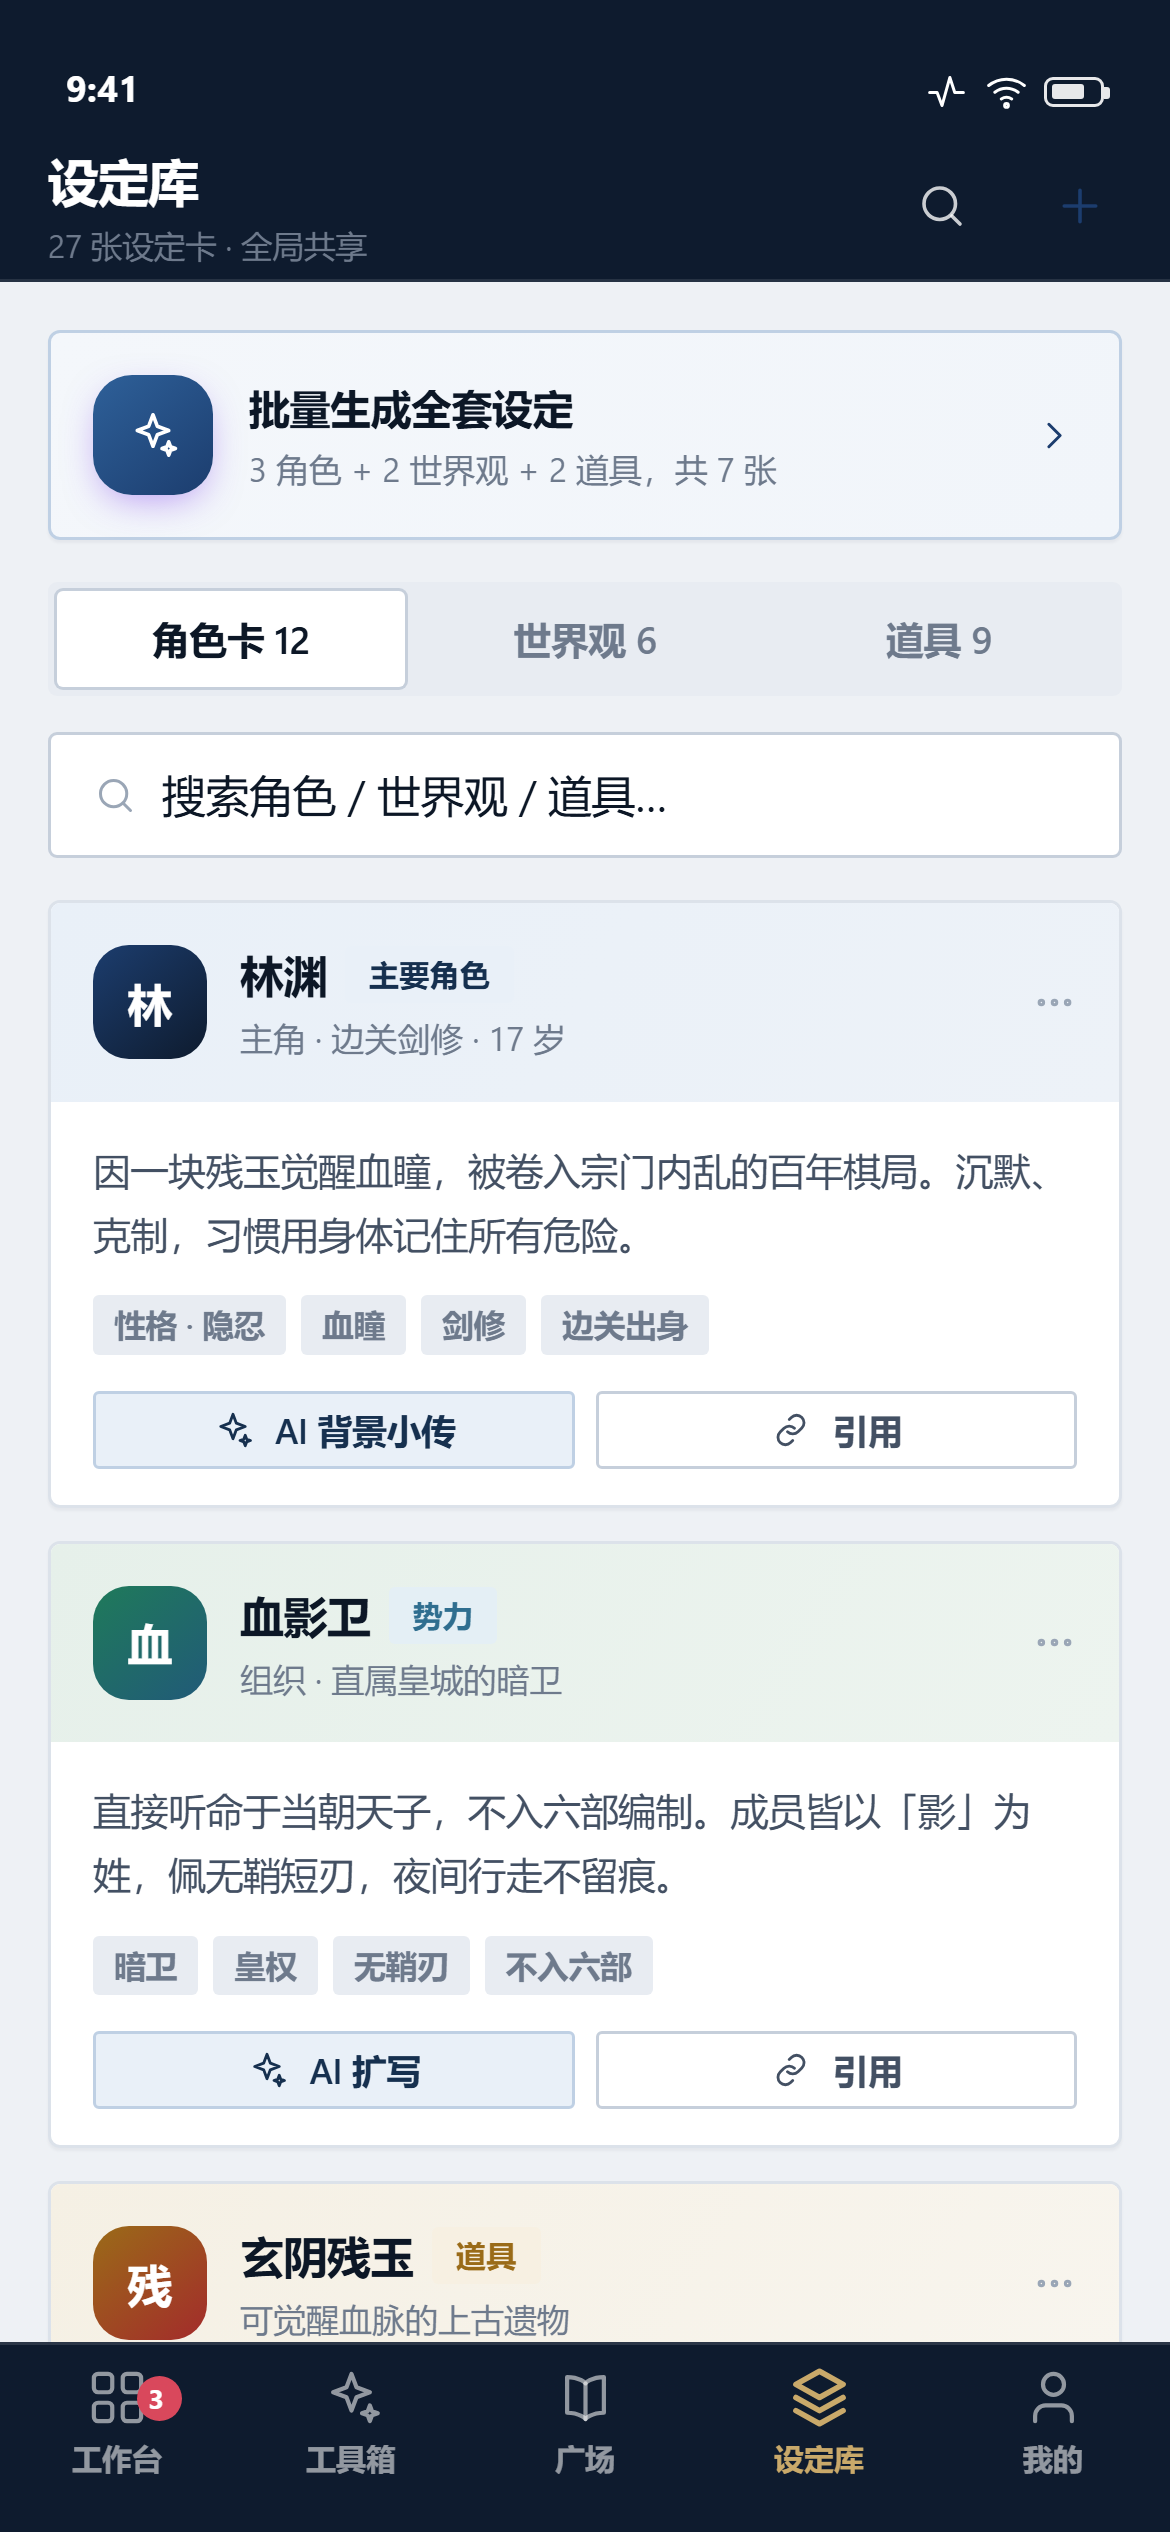 9:41
设定库
27 张设定卡 · 全局共享
批量生成全套设定
3 角色 + 2 世界观 + 2 道具，共 7 张
角色卡 12
世界观 6
道具 9
搜索角色 / 世界观 / 道具...
林
林渊
主要角色
主角 · 边关剑修 · 17 岁
因一块残玉觉醒血瞳，被卷入宗门内乱的百年棋局。沉默、
克制，习惯用身体记住所有危险。
性格 · 隐忍
血瞳
剑修
边关出身
AI 背景小传
引用
血
血影卫
势力
组织 · 直属皇城的暗卫
直接听命于当朝天子，不入六部编制。成员皆以「影」为
姓，佩无鞘短刃，夜间行走不留痕。
暗卫
皇权
无鞘刃
不入六部
AI 扩写
引用
残
玄阴残玉
道具
可觉醒血脉的上古遗物
3
工作台
工具箱
广场
设定库
我的